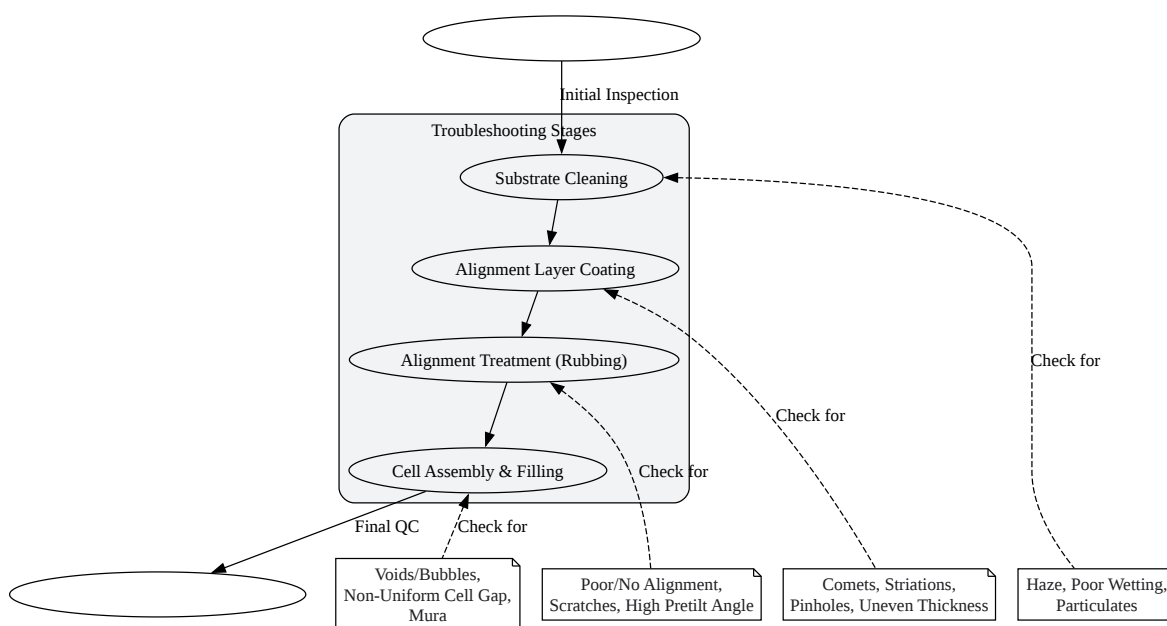 Initial Inspection
Troubleshooting Stages
Substrate Cleaning
Alignment Layer Coating
Alignment Treatment (Rubbing)
Check for
Check for
Cell Assembly & Filling
Check for
Final QC
Check for
Voids/Bubbles,
Non-Uniform Cell Gap,
Mura
Poor/No Alignment,
Scratches, High Pretilt Angle
Comets, Striations,
Pinholes, Uneven Thickness
Haze, Poor Wetting,
Particulates